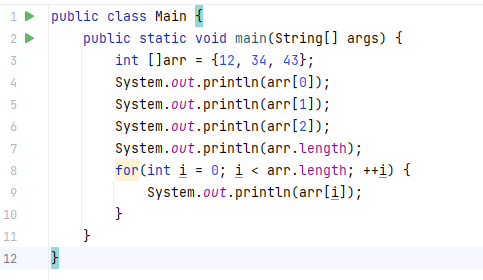 1 public class Main {
2 public static void main(String[] args) {
3 int []arr = {12, 34, 43};
4 System.out.println(arr[0]);
5 System.out.println(arr[1]);
6 System.out.println(arr[2]);
7 System.out.println(arr.length);
8 for(int i = 0; i < arr.length; ++i) {
9 System.out.println(arr[i]);
10 }
11 }
12 }